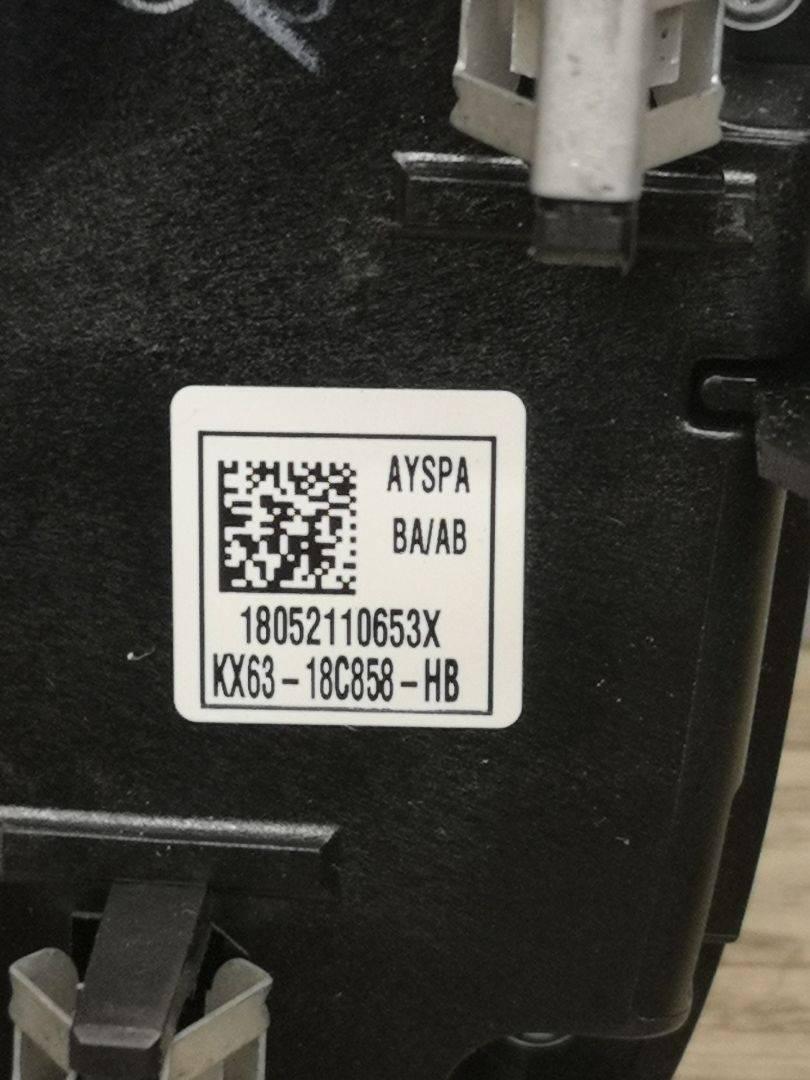 AYSPA
BA/AB
18052110653X
KX63-18C858-HB